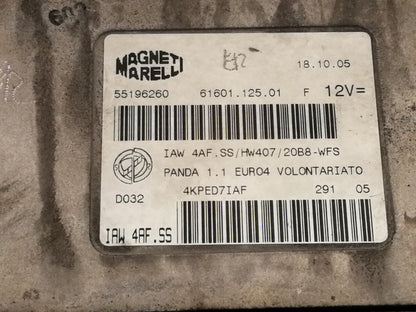 MAGNETI
MARELLI
18.10.05
55196260
61601.125.01
F 12V=
IAW 4AF.SS/HW407/20B8-WFS
PANDA 1.1 EURO4 VOLONTARIATO
4KPED7IAF
291 05
D032
IAW 4AF.SS